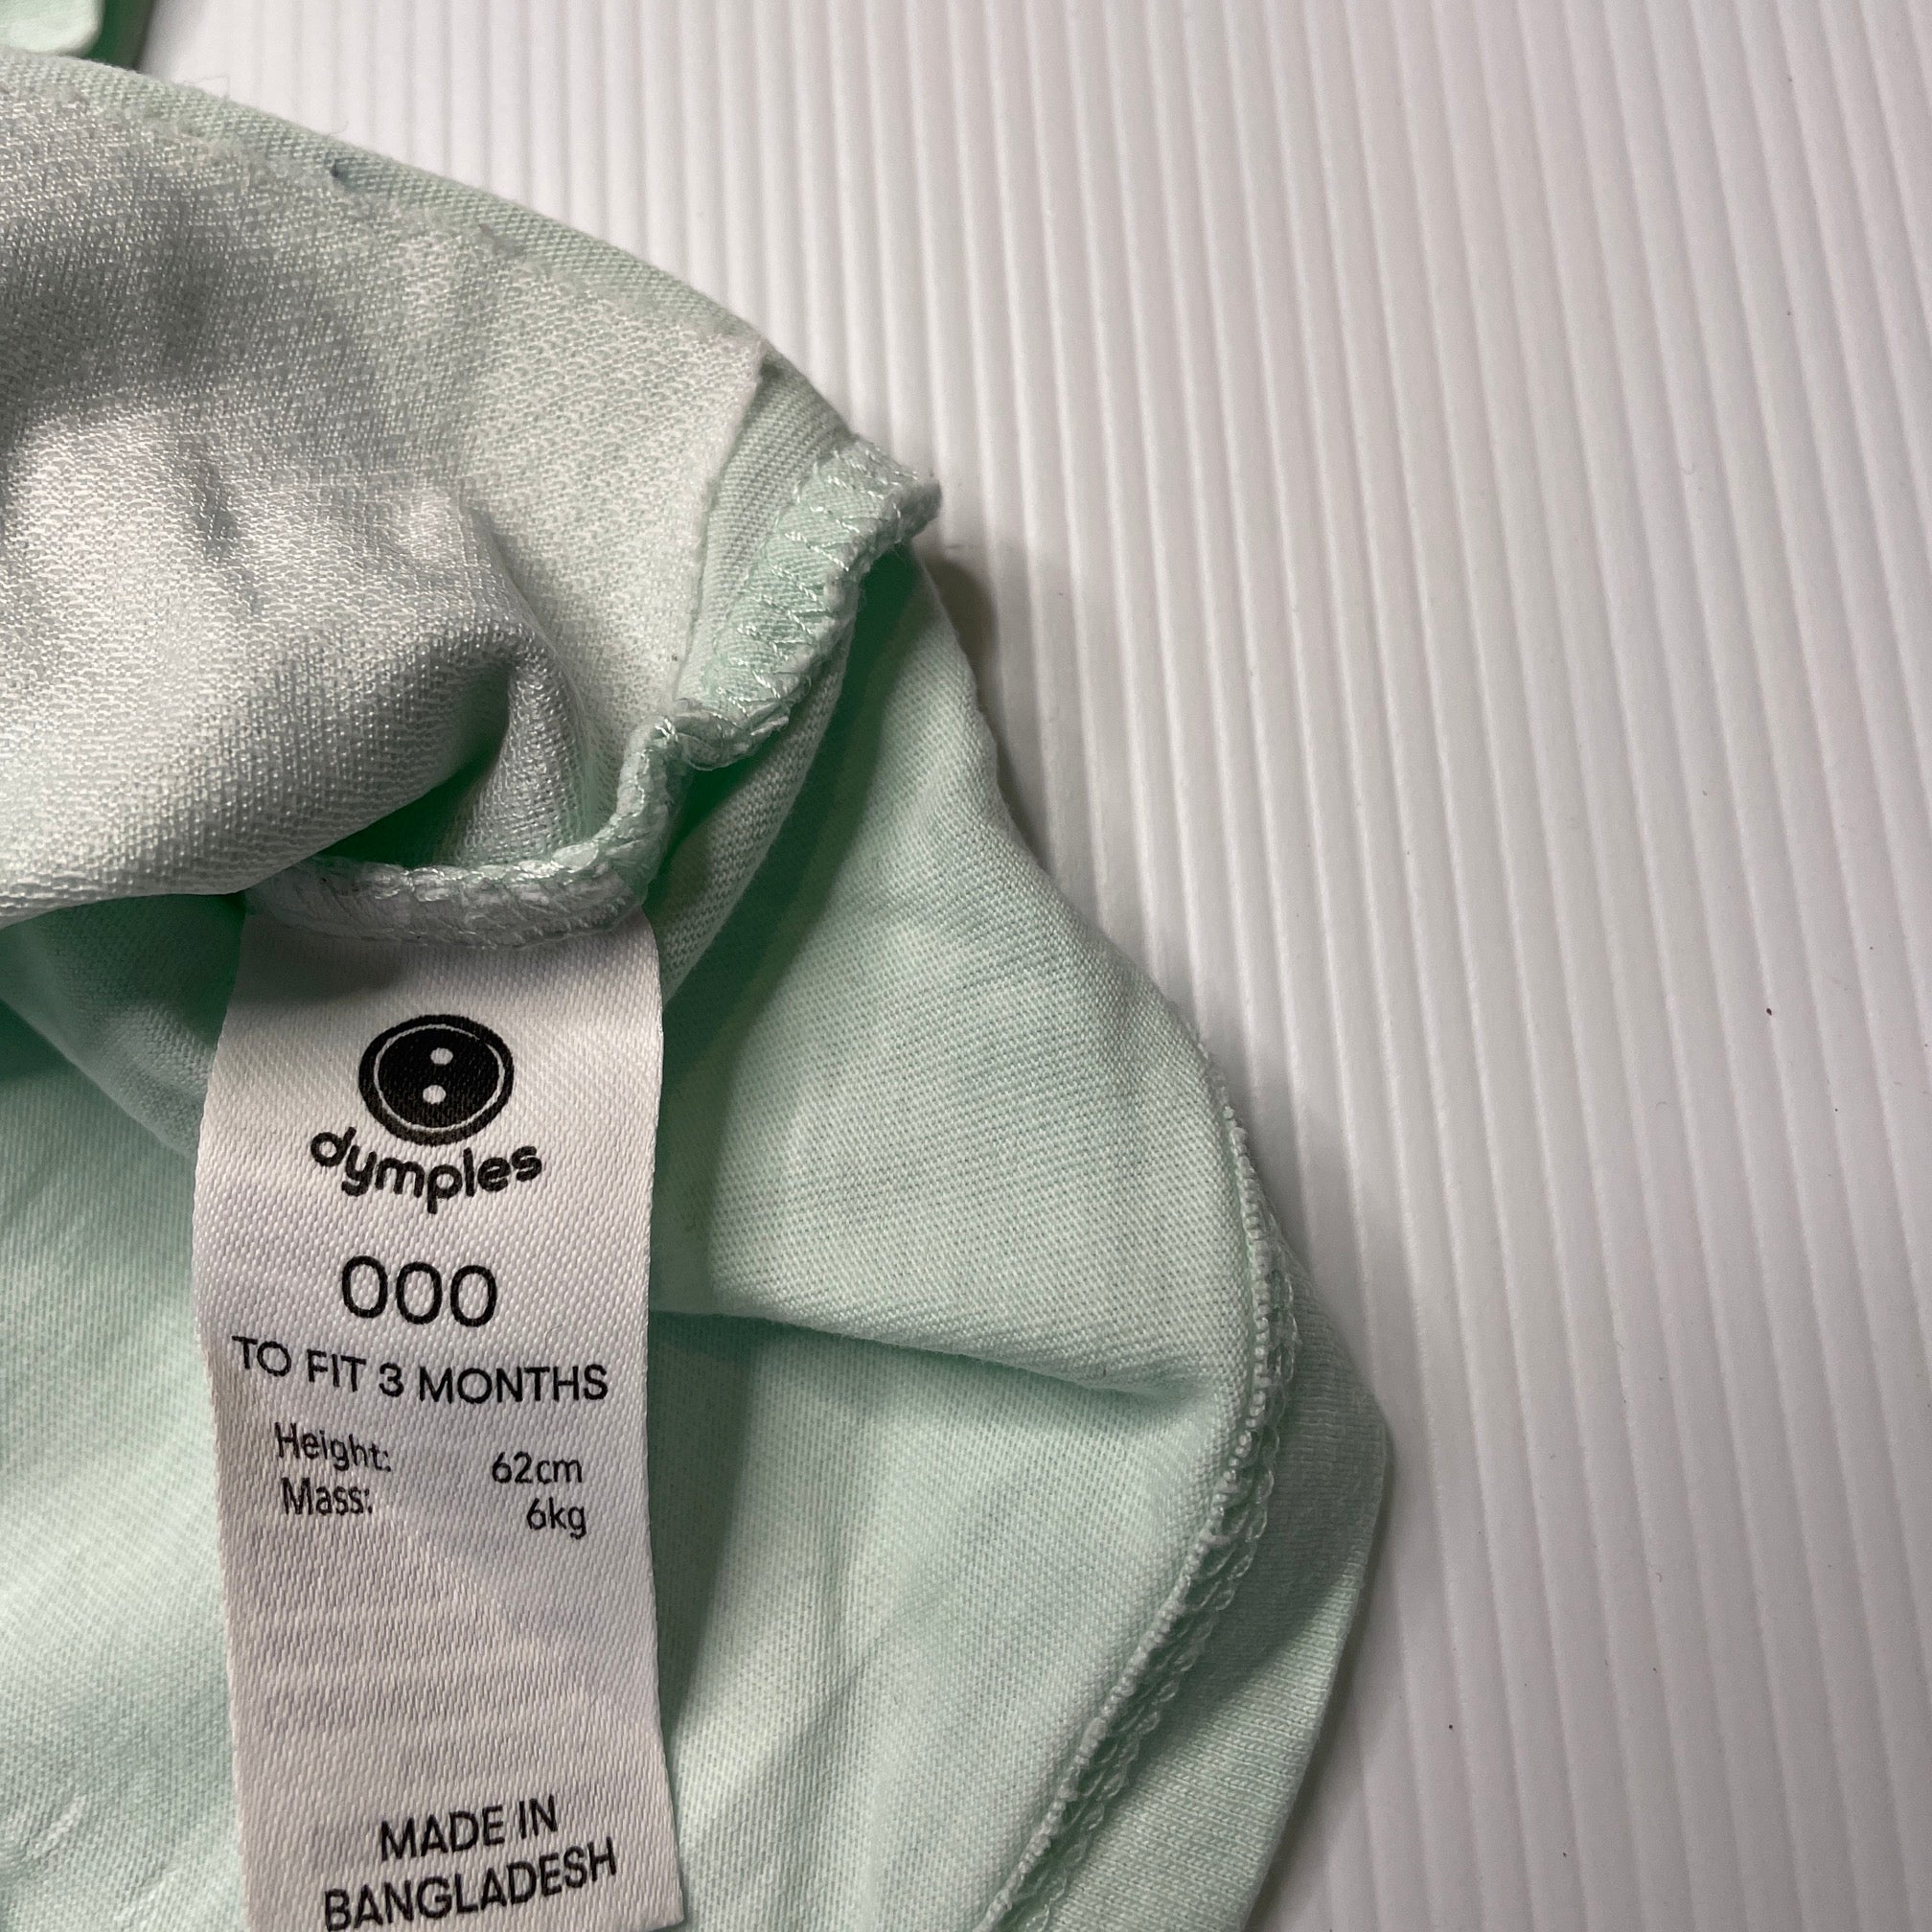 dymples
000
TO FIT 3 MONTHS
Height: 62cm
Mass: 6kg
MADE IN
BANGLADESH